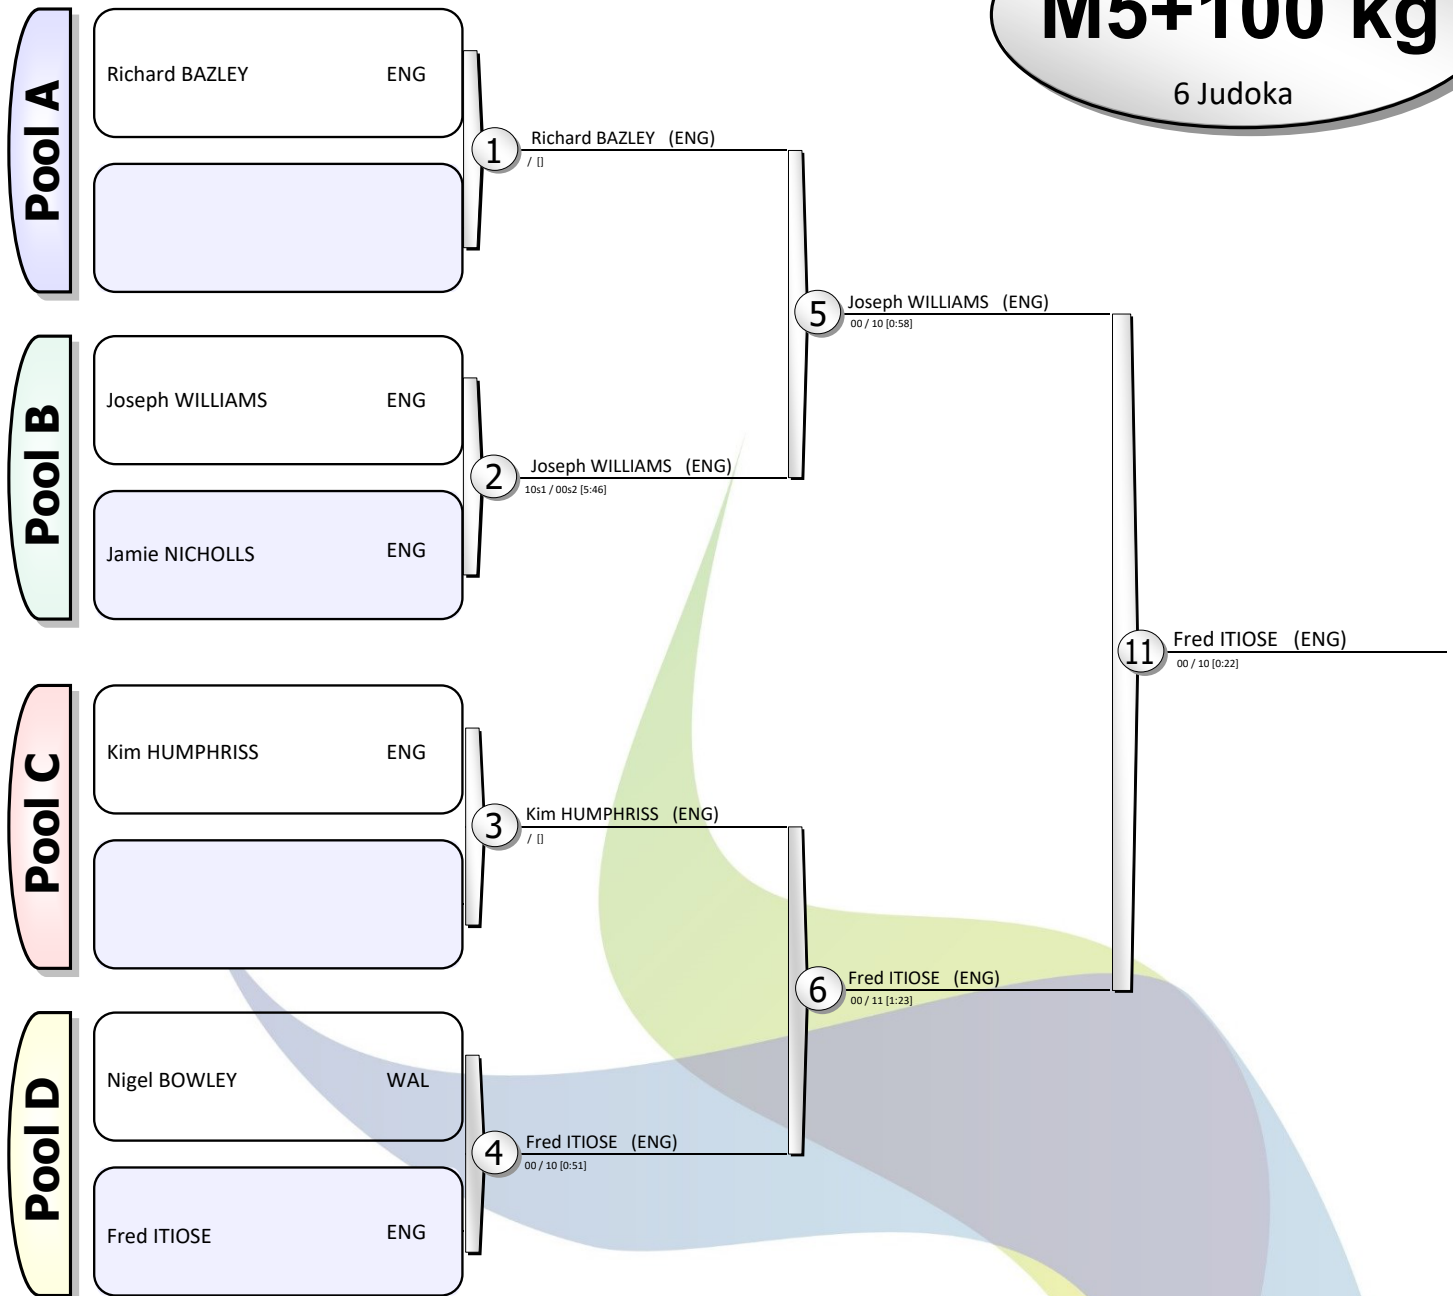 M5+100 kg
6 Judoka
Pool A
Richard BAZLEY ENG
1
Richard BAZLEY (ENG)
/ []
5
Joseph WILLIAMS (ENG)
00 / 10 [0:58]
Pool B
Joseph WILLIAMS ENG
2
Joseph WILLIAMS (ENG)
10s1 / 00s2 [5:46]
Jamie NICHOLLS ENG
11
Fred ITIOSE (ENG)
00 / 10 [0:22]
Pool C
Kim HUMPHRISS ENG
3
Kim HUMPHRISS (ENG)
/ []
6
Fred ITIOSE (ENG)
00 / 11 [1:23]
Pool D
Nigel BOWLEY WAL
4
Fred ITIOSE (ENG)
00 / 10 [0:51]
Fred ITIOSE ENG